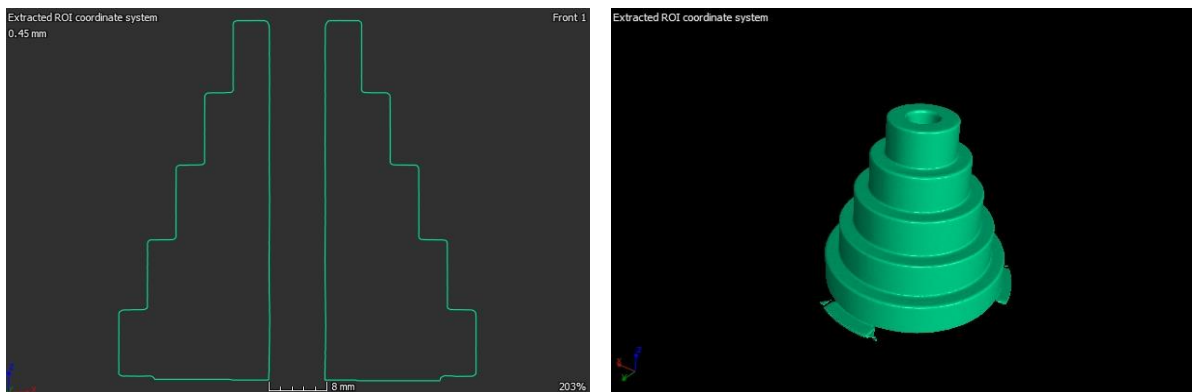 Extracted ROI coordinate system
Front 1
0.45 mm
8 mm
203%
Extracted ROI coordinate system